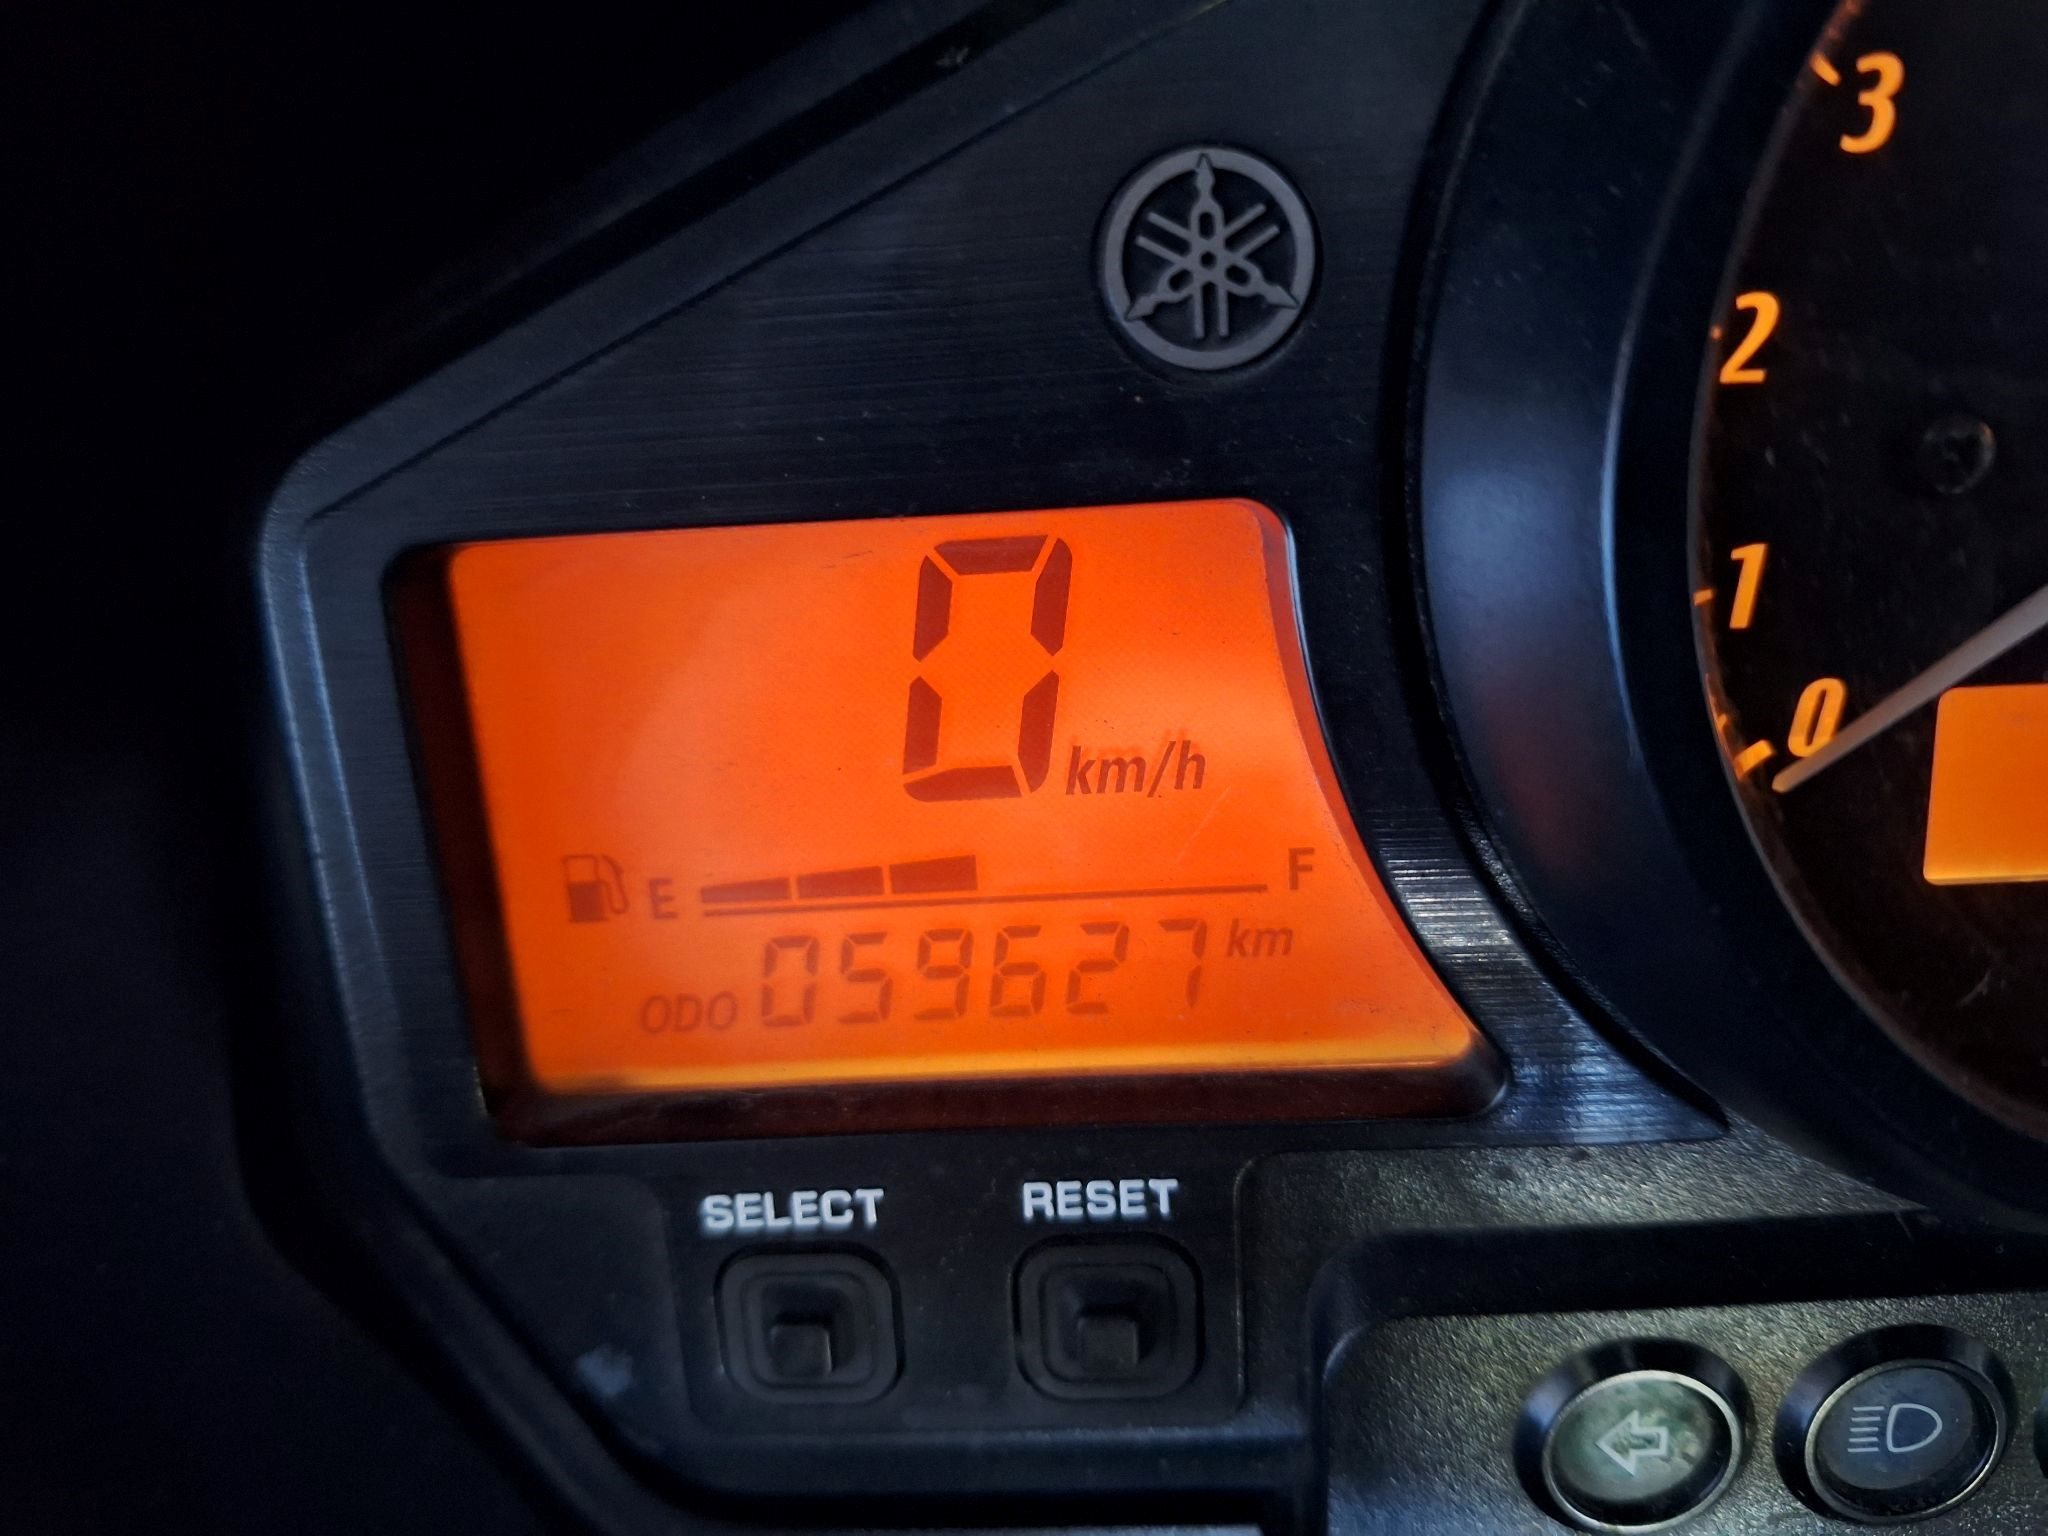 3
2
1
0
0 km/h
E F
ODO 059627 km
SELECT RESET